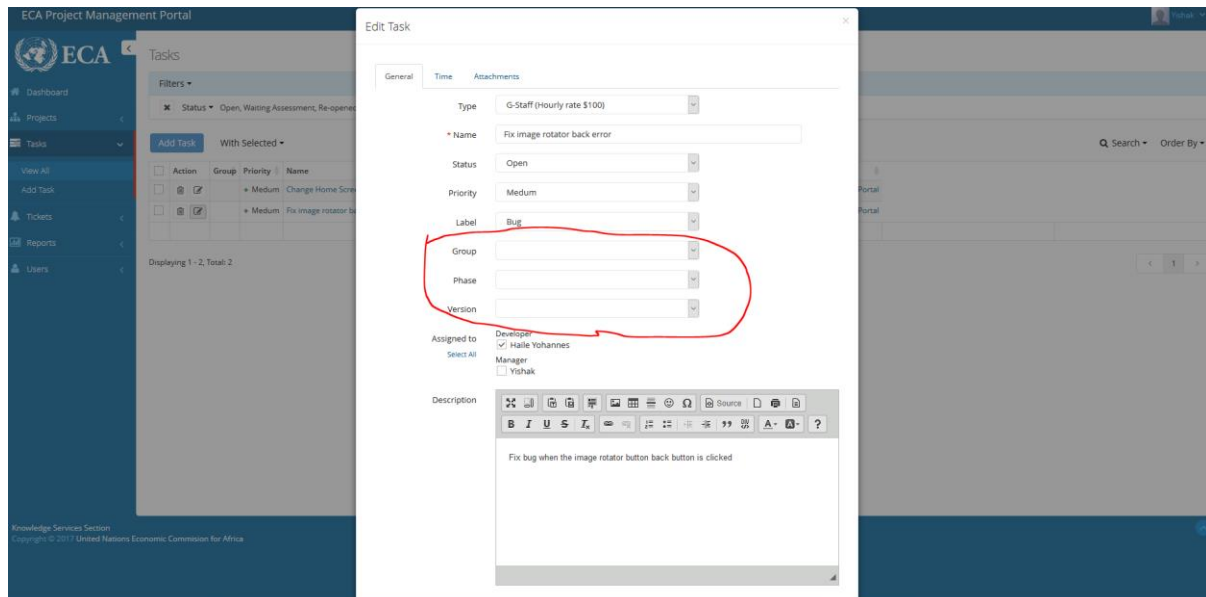 ECA Project Management Portal
Yishak
ECA
Dashboard
Projects
Tasks
View All
Add Task
Tickets
Reports
Users
Tasks
Filters
Status Open, Waiting Assessment, Re-opened
Add Task With Selected
Search Order By
Action Group Priority Name
+ Medum Change Home Scre
Portal
+ Medum Fix image rotator ba
Portal
Displaying 1 - 2, Total: 2
1
Edit Task
General Time Attachments
Type G-Staff (Hourly rate $100)
* Name Fix image rotator back error
Status Open
Priority Medum
Label Bug
Group
Phase
Version
Assigned to
Select All
Developer
Haile Yohannes
Manager
Yishak
Description
Source
B I U S Ix
Fix bug when the image rotator button back button is clicked
Knowledge Services Section
Copyright © 2017 United Nations Economic Commision for Africa